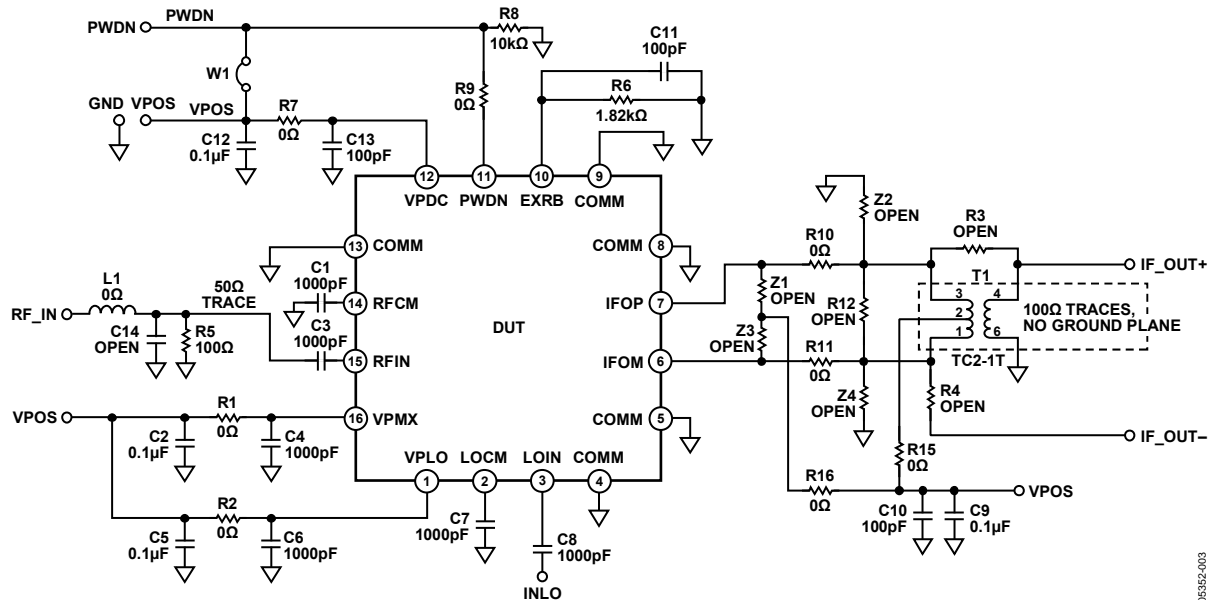 PWDN
PWDN
R8
10kΩ
C11
100pF
W1
R9
0Ω
R6
1.82kΩ
GND
VPOS
VPOS
R7
0Ω
C12
0.1µF
C13
100pF
12
11
10
9
VPDC
PWDN
EXRB
COMM
Z2
OPEN
R3
OPEN
13
COMM
COMM
8
R10
0Ω
IF_OUT+
L1
0Ω
50Ω
TRACE
C1
1000pF
14
RFCM
IFOP
7
Z1
OPEN
T1
3
4
2
1
6
100Ω TRACES,
NO GROUND PLANE
RF_IN
C14
OPEN
R5
100Ω
C3
1000pF
DUT
R12
OPEN
Z3
OPEN
15
RFIN
IFOM
6
R11
0Ω
TC2-1T
Z4
OPEN
R4
OPEN
VPOS
R1
0Ω
16
VPMX
COMM
5
IF_OUT–
C2
0.1µF
C4
1000pF
R15
0Ω
VPLO
LOCM
LOIN
COMM
1
2
3
4
R16
0Ω
VPOS
R2
0Ω
C5
0.1µF
C6
1000pF
C7
1000pF
C8
1000pF
C10
100pF
C9
0.1µF
INLO
05352-003